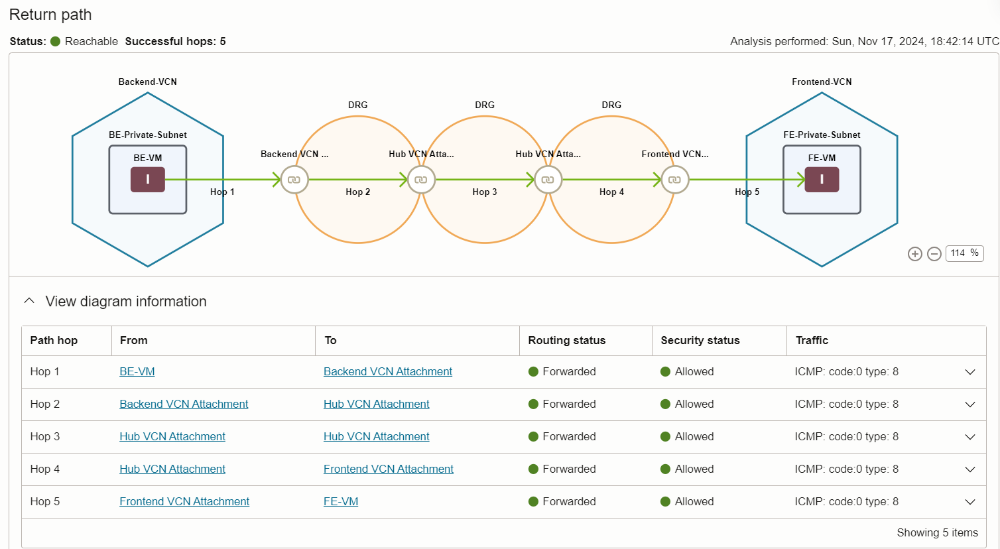 Return path
Status: Reachable Successful hops: 5
Analysis performed: Sun, Nov 17, 2024, 18:42:14 UTC
Backend-VCN
Frontend-VCN
DRG
DRG
DRG
BE-Private-Subnet
FE-Private-Subnet
BE-VM
Backend VCN ...
Hub VCN Atta...
Hub VCN Atta...
Frontend VCN...
FE-VM
I
I
Hop 1
Hop 2
Hop 3
Hop 4
Hop 5
114 %
View diagram information
Path hop From To Routing status Security status Traffic
Hop 1 BE-VM Backend VCN Attachment Forwarded Allowed ICMP: code:0 type: 8
Hop 2 Backend VCN Attachment Hub VCN Attachment Forwarded Allowed ICMP: code:0 type: 8
Hop 3 Hub VCN Attachment Hub VCN Attachment Forwarded Allowed ICMP: code:0 type: 8
Hop 4 Hub VCN Attachment Frontend VCN Attachment Forwarded Allowed ICMP: code:0 type: 8
Hop 5 Frontend VCN Attachment FE-VM Forwarded Allowed ICMP: code:0 type: 8
Showing 5 items